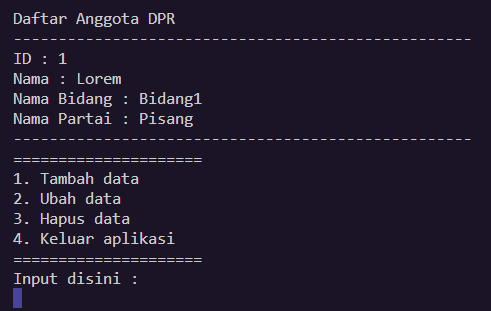 Daftar Anggota DPR
---------------------------------------------------
ID : 1
Nama : Lorem
Nama Bidang : Bidang1
Nama Partai : Pisang
---------------------------------------------------
=====================
1. Tambah data
2. Ubah data
3. Hapus data
4. Keluar aplikasi
=====================
Input disini :